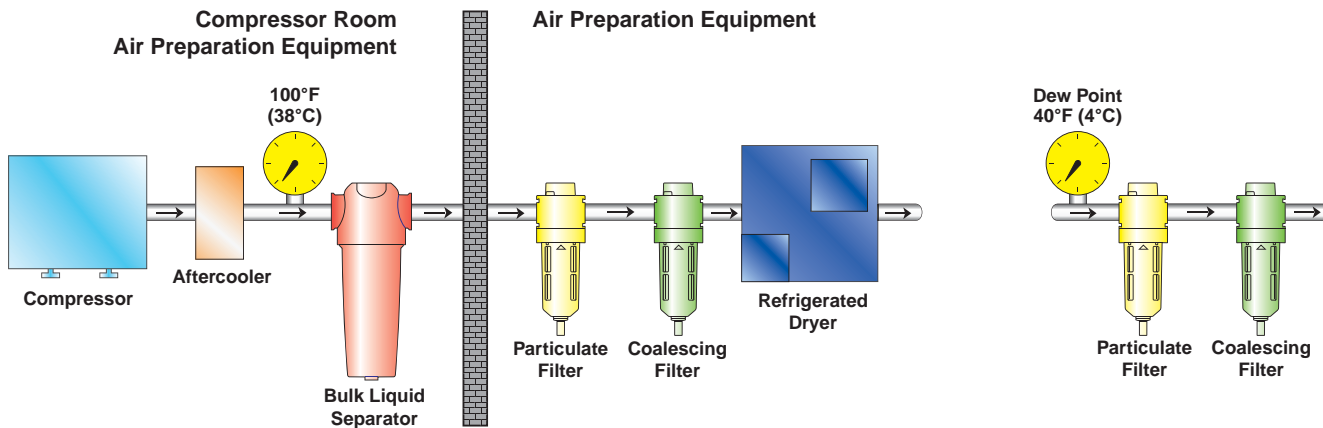 Compressor Room
Air Preparation Equipment
Air Preparation Equipment
100°F
(38°C)
Dew Point
40°F (4°C)
Compressor
Aftercooler
Bulk Liquid
Separator
Particulate
Filter
Coalescing
Filter
Refrigerated
Dryer
Particulate
Filter
Coalescing
Filter